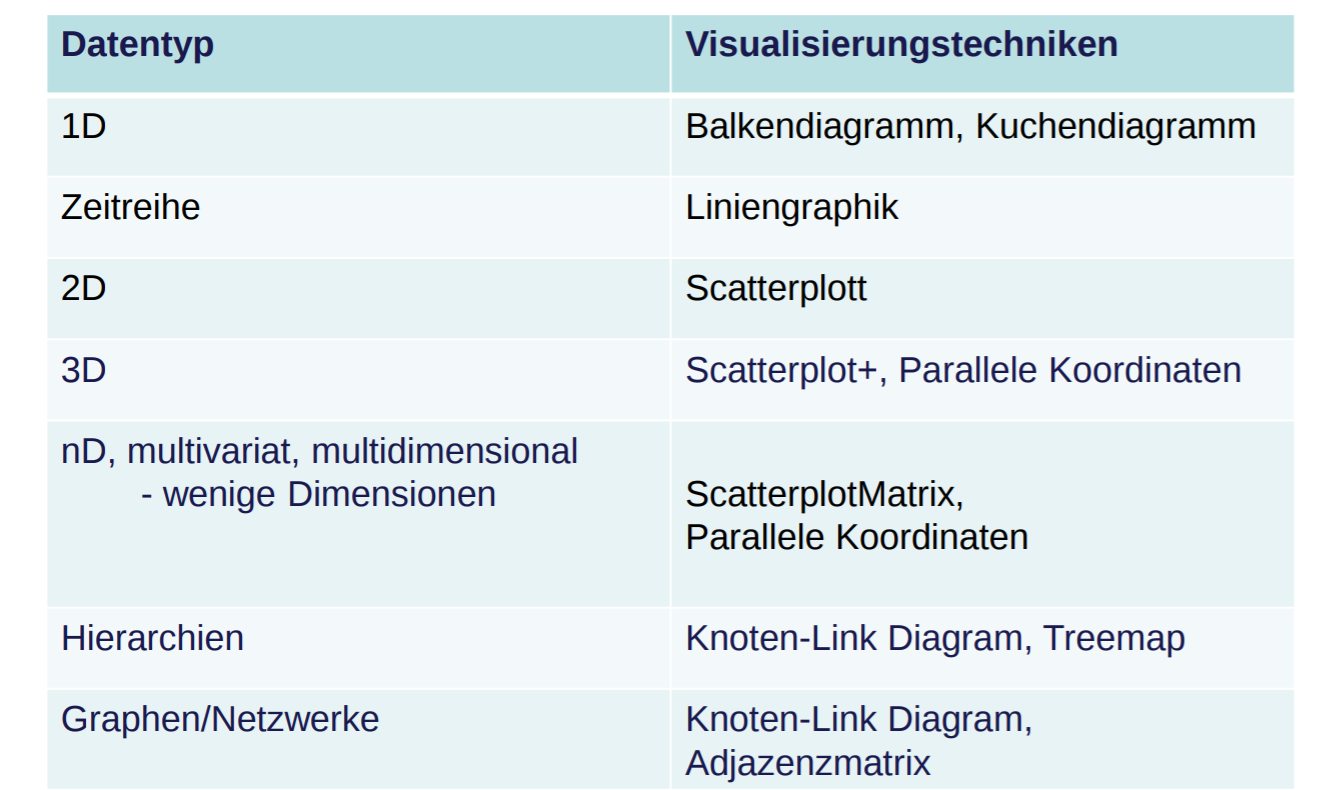 Datentyp
Visualisierungstechniken
1D
Balkendiagramm, Kuchendiagramm
Zeitreihe
Liniengraphik
2D
Scatterplott
3D
Scatterplot+, Parallele Koordinaten
nD, multivariat, multidimensional
- wenige Dimensionen
ScatterplotMatrix,
Parallele Koordinaten
Hierarchien
Knoten-Link Diagram, Treemap
Graphen/Netzwerke
Knoten-Link Diagram,
Adjazenzmatrix